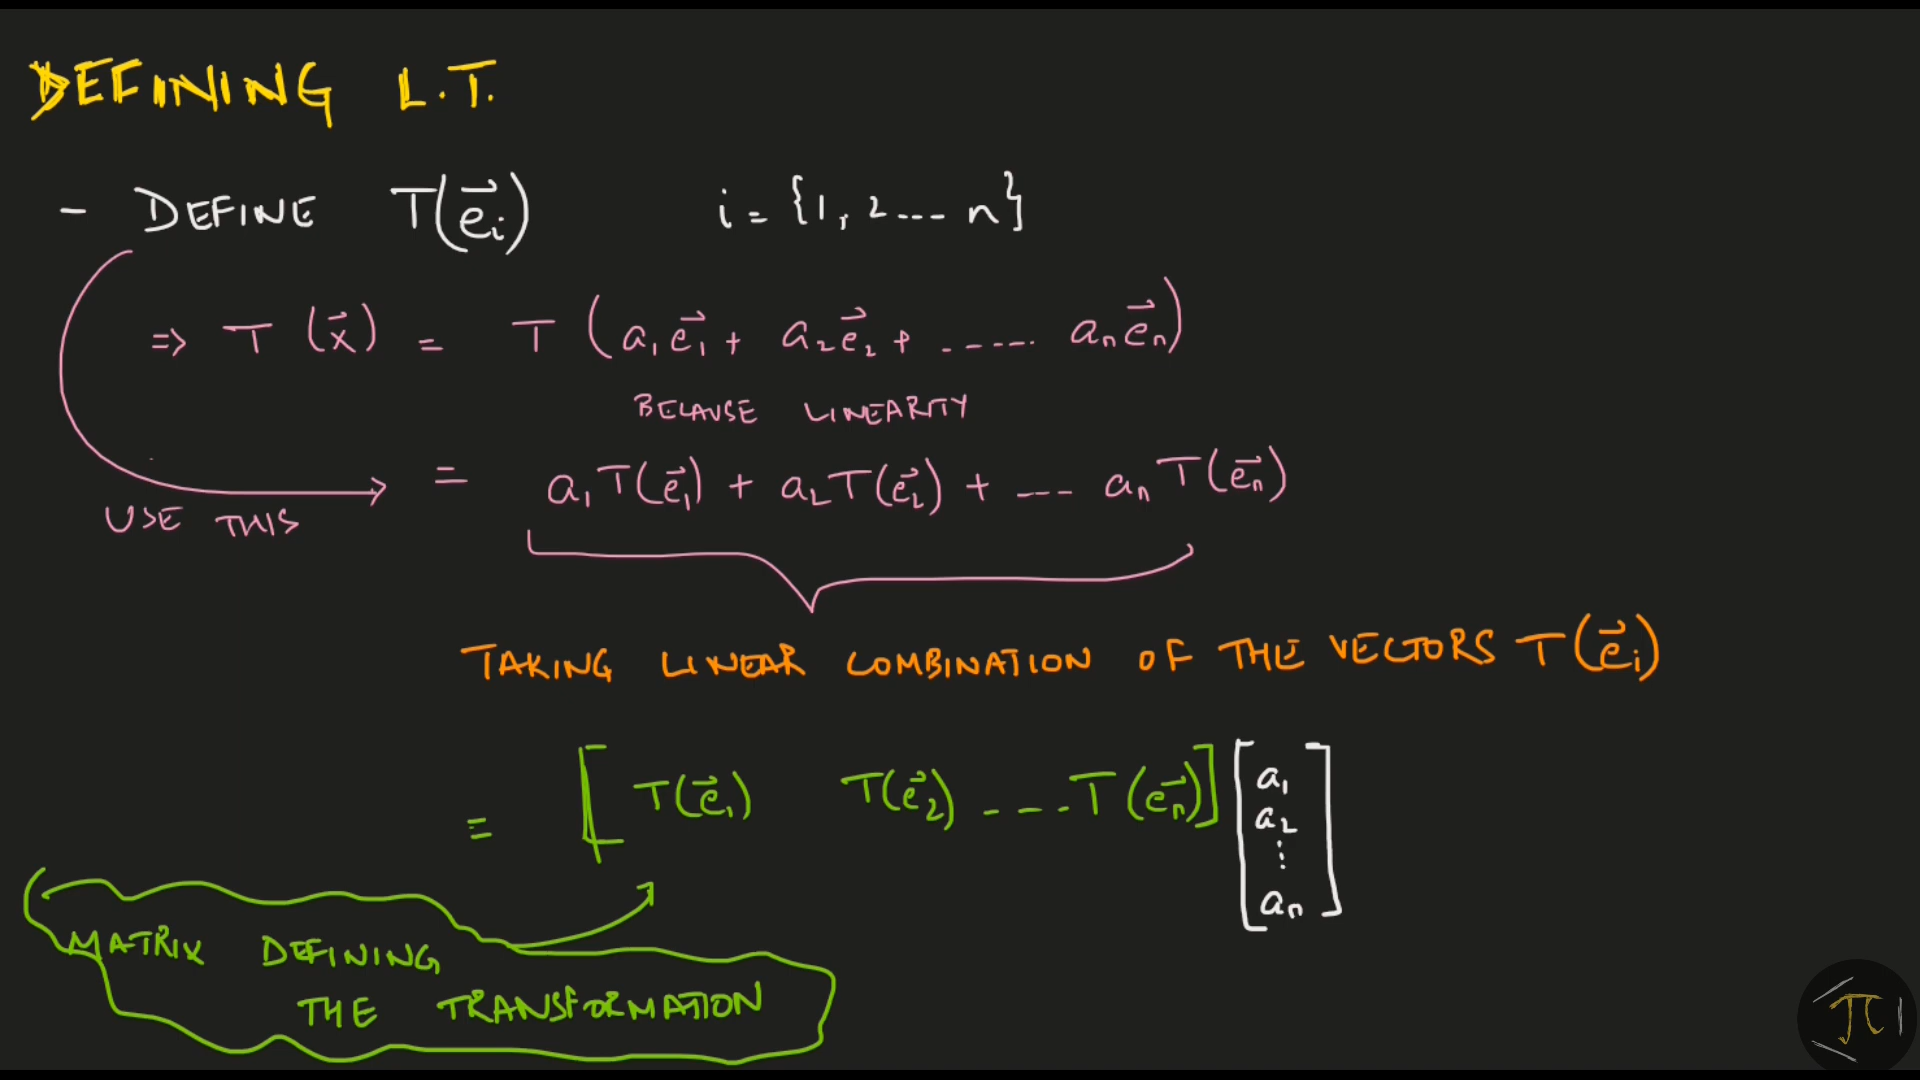 DEFINING L.T.
- DEFINE T(e⃗ᵢ) i = {1, 2 --- n}
=> T (x⃗) = T (a₁e⃗₁ + a₂e⃗₂ + ------ aₙe⃗ₙ)
BECAUSE LINEARITY
= a₁T(e⃗₁) + a₂T(e⃗₂) + --- aₙT(e⃗ₙ)
USE THIS
TAKING LINEAR COMBINATION OF THE VECTORS T(e⃗ᵢ)
= [ T(e⃗₁) T(e⃗₂) ---- T(e⃗ₙ) ] [ a₁
a₂
⋮
aₙ ]
MATRIX DEFINING
THE TRANSFORMATION
π